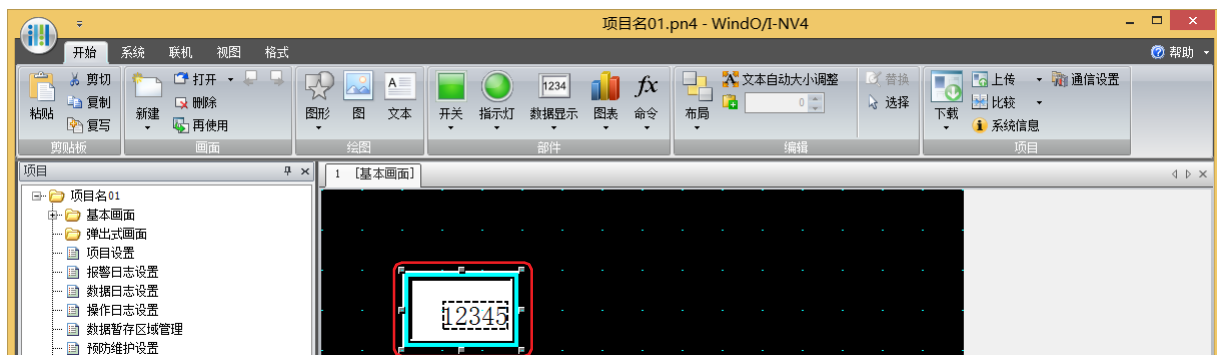 项目名01.pn4 - WindO/I-NV4
开始 系统 联机 视图 格式 帮助
粘贴 剪切 复制 复写
剪贴板
新建 打开 删除 再使用
画面
图形 图 文本
绘图
开关 指示灯 1234 数据显示 图表 fx 命令
部件
布局 文本自动大小调整 0 替换 选择
编辑
下载 上传 比较 系统信息 通信设置
项目
项目
项目名01
基本画面
弹出式画面
项目设置
报警日志设置
数据日志设置
操作日志设置
数据暂存区域管理
预防维护设置
1 [基本画面]
12345